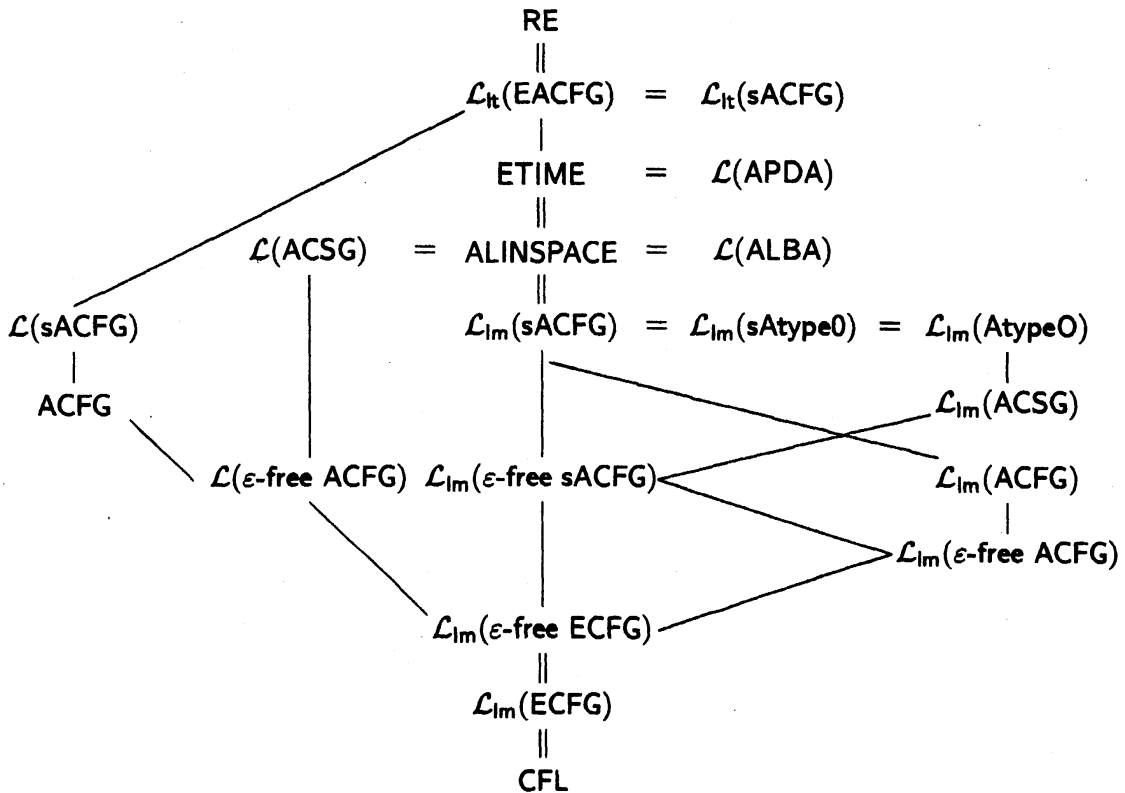 RE
𝓛lt(EACFG) = 𝓛lt(sACFG)
ETIME = 𝓛(APDA)
𝓛(ACSG) = ALINSPACE = 𝓛(ALBA)
𝓛(sACFG) 𝓛lm(sACFG) = 𝓛lm(sAtype0) = 𝓛lm(AtypeO)
ACFG 𝓛lm(ACSG)
𝓛(ε-free ACFG) 𝓛lm(ε-free sACFG) 𝓛lm(ACFG)
𝓛lm(ε-free ACFG)
𝓛lm(ε-free ECFG)
𝓛lm(ECFG)
CFL